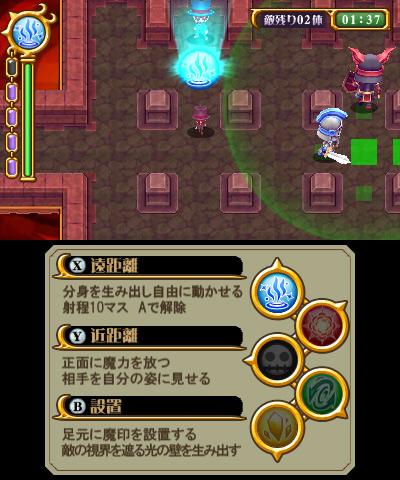 敵残り02体 01:37
X 遠距離
分身を生み出し自由に動かせる
射程10マス Aで解除
Y 近距離
正面に魔力を放つ
相手を自分の姿に見せる
B 設置
足元に魔印を設置する
敵の視界を遮る光の壁を生み出す